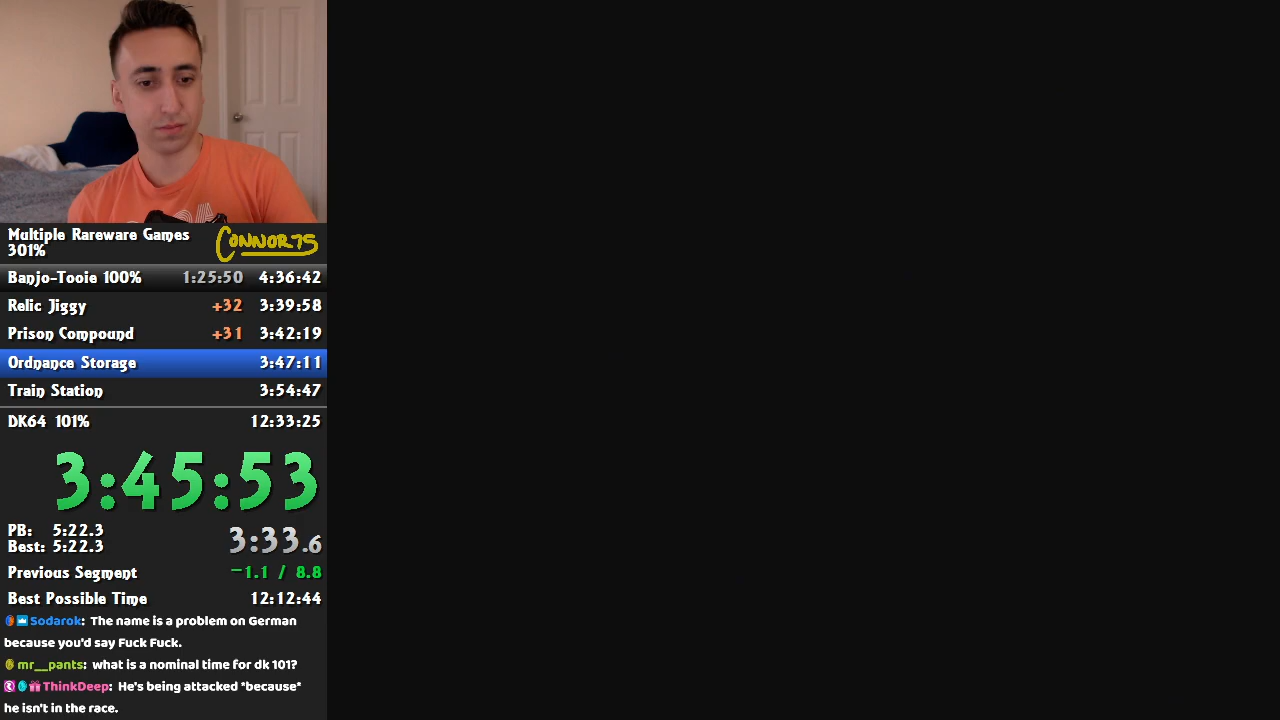 Multiple Rareware Games
301%
CONNOR75
Banjo-Tooie 100% 1:25:50 4:36:42
Relic Jiggy +32 3:39:58
Prison Compound +31 3:42:19
Ordnance Storage 3:47:11
Train Station 3:54:47
DK64 101% 12:33:25
3:45:53
PB: 5:22.3
Best: 5:22.3
3:33.6
Previous Segment -1.1 / 8.8
Best Possible Time 12:12:44
Sodarok: The name is a problem on German
because you'd say Fuck Fuck.
mr__pants: what is a nominal time for dk 101?
ThinkDeep: He's being attacked *because*
he isn't in the race.